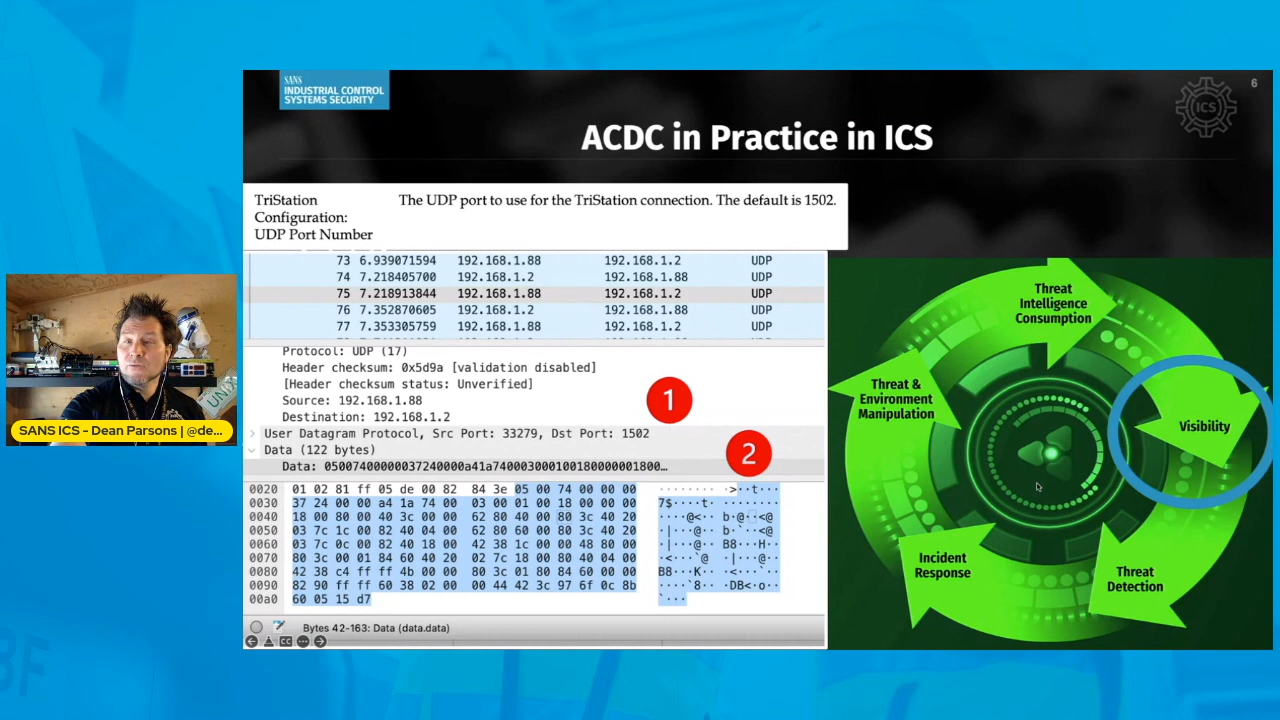 SANS
INDUSTRIAL CONTROL
SYSTEMS SECURITY
ICS
6
ACDC in Practice in ICS
TriStation The UDP port to use for the TriStation connection. The default is 1502.
Configuration:
UDP Port Number
73 6.939071594 192.168.1.88 192.168.1.2 UDP
74 7.218405700 192.168.1.2 192.168.1.88 UDP
75 7.218913844 192.168.1.88 192.168.1.2 UDP
76 7.352870605 192.168.1.2 192.168.1.88 UDP
77 7.353305759 192.168.1.88 192.168.1.2 UDP
Protocol: UDP (17)
Header checksum: 0x5d9a [validation disabled]
[Header checksum status: Unverified]
Source: 192.168.1.88
Destination: 192.168.1.2
1
User Datagram Protocol, Src Port: 33279, Dst Port: 1502
Data (122 bytes)
2
Data: 05007400000037240000a41a7400030001001800000001800…
0020 01 02 81 ff 05 de 00 82 84 3e 05 00 74 00 00 00 ········ ·>··t···
0030 37 24 00 00 a4 1a 74 00 03 00 01 00 18 00 00 00 7$····t· ········
0040 18 00 80 00 40 3c 00 00 62 80 40 00 80 3c 40 20 ····@<·· b·@··<@
0050 03 7c 1c 00 82 40 04 00 62 80 60 00 80 3c 40 20 ·|···@·· b·`··<@
0060 03 7c 0c 00 82 40 18 00 42 38 1c 00 00 48 80 00 ·|···@·· B8···H··
0070 80 3c 00 01 84 60 40 20 02 7c 18 00 80 40 04 00 ·<···`@ ·|···@··
0080 42 38 c4 ff ff 4b 00 00 80 3c 01 80 84 60 00 00 B8···K·· ·<···`··
0090 82 90 ff ff 60 38 02 00 00 44 42 3c 97 6f 0c 8b ····`8·· ·DB<·o··
00a0 60 05 15 d7 `···
Bytes 42-163: Data (data.data)
CC
Threat
Intelligence
Consumption
Visibility
Threat
Detection
Incident
Response
Threat &
Environment
Manipulation
SANS ICS - Dean Parsons | @de...